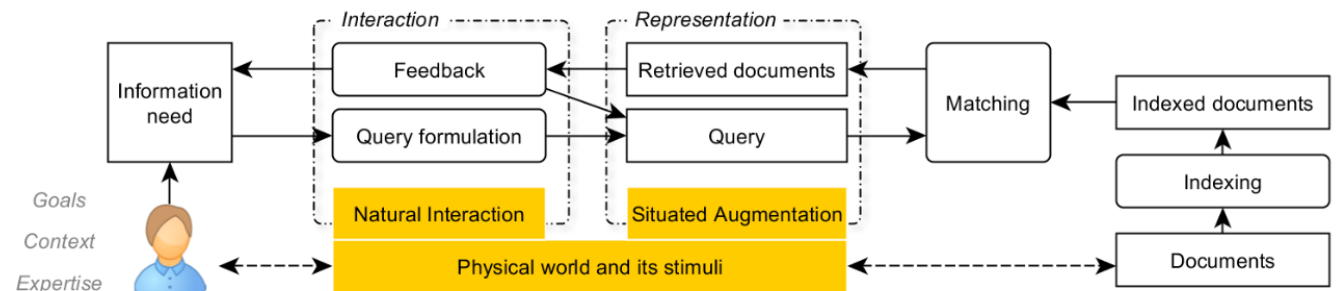 Interaction
Representation
Feedback
Retrieved documents
Information
need
Matching
Indexed documents
Query formulation
Query
Indexing
Goals
Natural Interaction
Situated Augmentation
Context
Physical world and its stimuli
Documents
Expertise